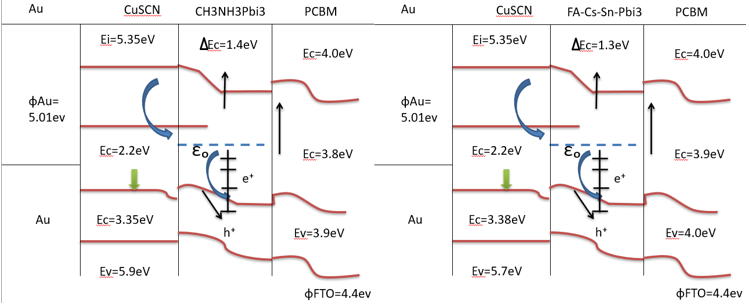 Au
CuSCN
CH3NH3Pbi3
PCBM
Ei=5.35eV
ΔEc=1.4eV
Ec=4.0eV
ϕAu=
5.01ev
Ec=2.2eV
εo
Ec=3.8eV
e+
Au
Ec=3.35eV
h+
Ev=3.9eV
Ev=5.9eV
ϕFTO=4.4ev
Au
CuSCN
FA-Cs-Sn-Pbi3
PCBM
Ei=5.35eV
ΔEc=1.3eV
Ec=4.0eV
ϕAu=
5.01ev
Ec=2.2eV
εo
Ec=3.9eV
e+
Au
Ec=3.38eV
h+
Ev=4.0eV
Ev=5.7eV
ϕFTO=4.4ev